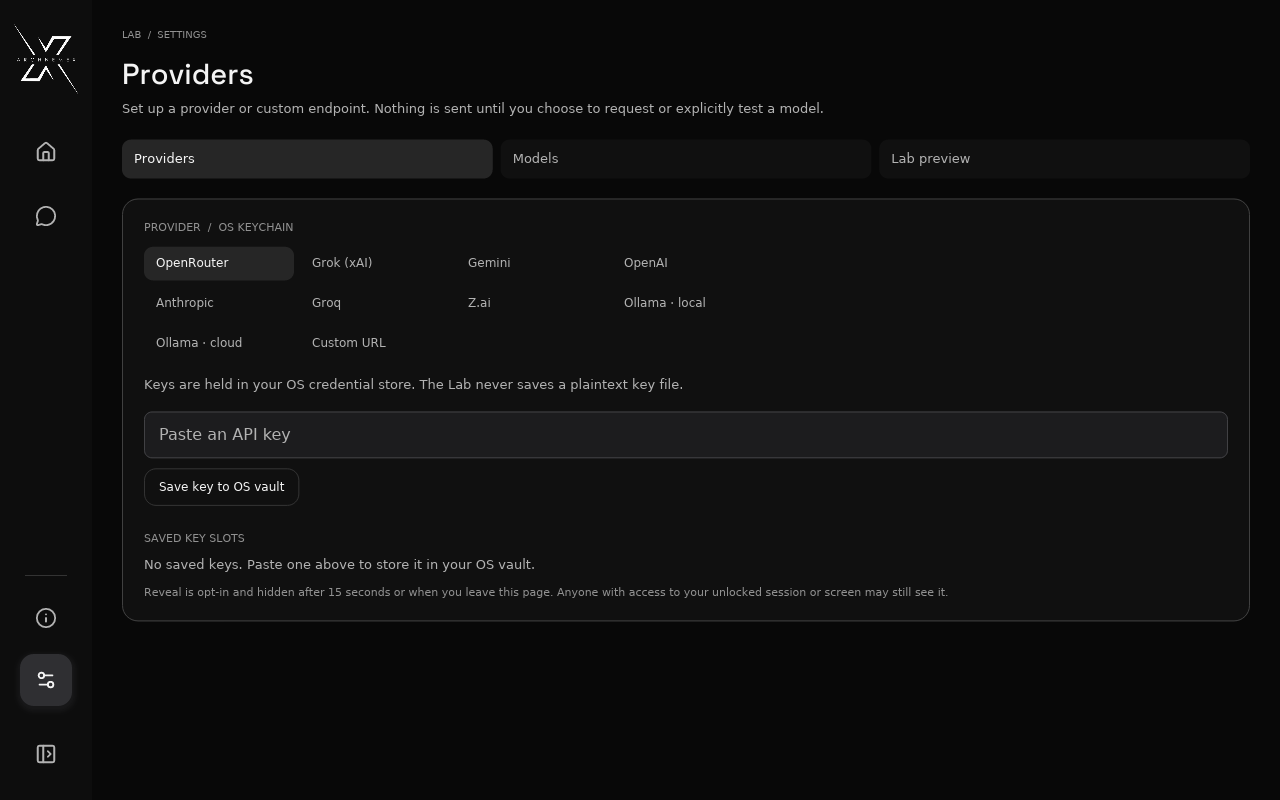 ARCHNEMEX
LAB / SETTINGS
Providers
Set up a provider or custom endpoint. Nothing is sent until you choose to request or explicitly test a model.
Providers
Models
Lab preview
PROVIDER / OS KEYCHAIN
OpenRouter
Grok (xAI)
Gemini
OpenAI
Anthropic
Groq
Z.ai
Ollama · local
Ollama · cloud
Custom URL
Keys are held in your OS credential store. The Lab never saves a plaintext key file.
Paste an API key
Save key to OS vault
SAVED KEY SLOTS
No saved keys. Paste one above to store it in your OS vault.
Reveal is opt-in and hidden after 15 seconds or when you leave this page. Anyone with access to your unlocked session or screen may still see it.